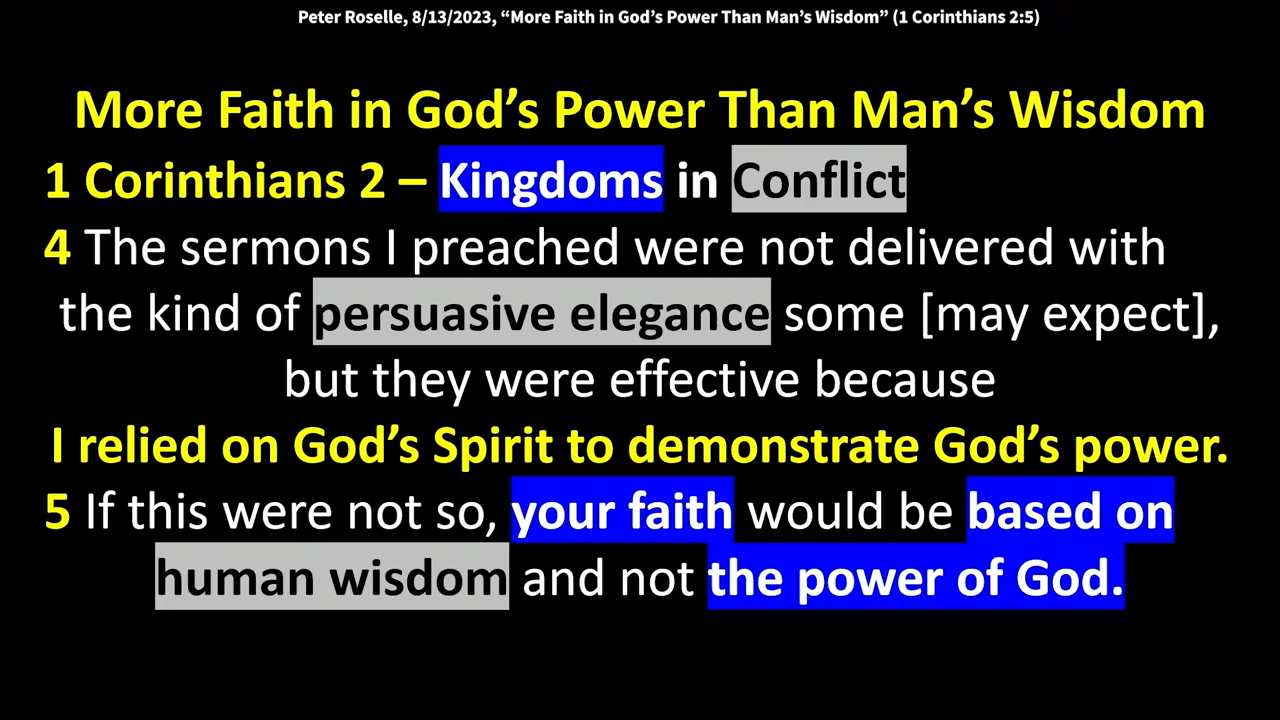 Peter Roselle, 8/13/2023, “More Faith in God’s Power Than Man’s Wisdom” (1 Corinthians 2:5)
More Faith in God’s Power Than Man’s Wisdom
1 Corinthians 2 – Kingdoms in Conflict
4 The sermons I preached were not delivered with
the kind of persuasive elegance some [may expect],
but they were effective because
I relied on God’s Spirit to demonstrate God’s power.
5 If this were not so, your faith would be based on
human wisdom and not the power of God.